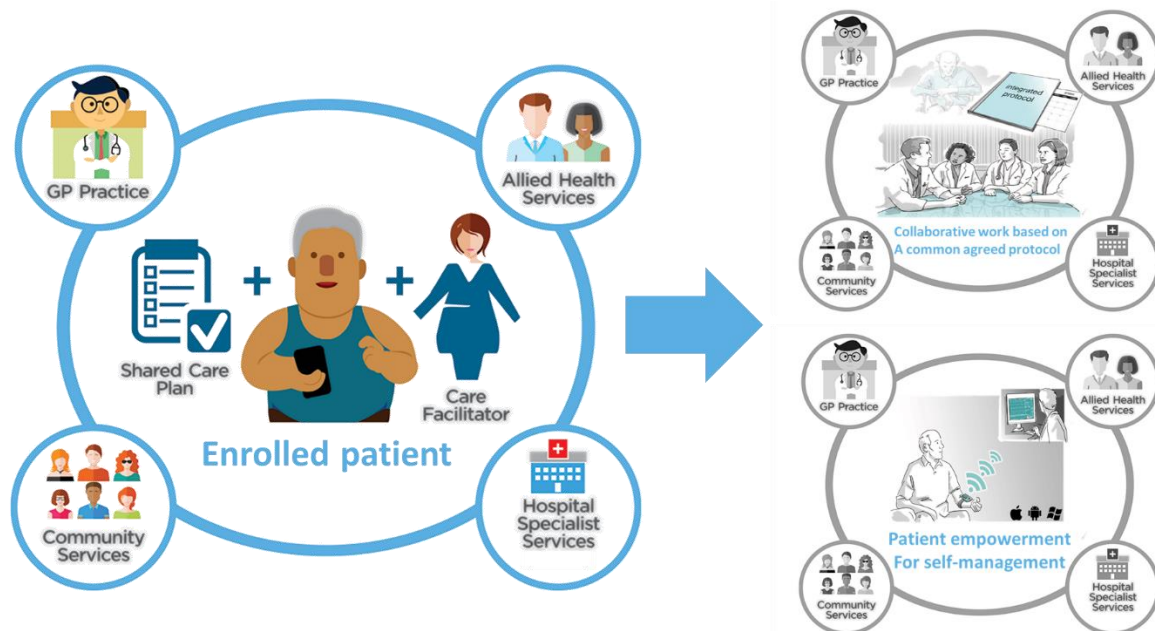 GP Practice
Allied Health
Services
Shared Care
Plan
Care
Facilitator
Enrolled patient
Community
Services
Hospital
Specialist
Services
GP Practice
Allied Health
Services
integrated
protocol
Collaborative work based on
A common agreed protocol
Community
Services
Hospital
Specialist
Services
GP Practice
Allied Health
Services
Patient empowerment
For self-management
Community
Services
Hospital
Specialist
Services